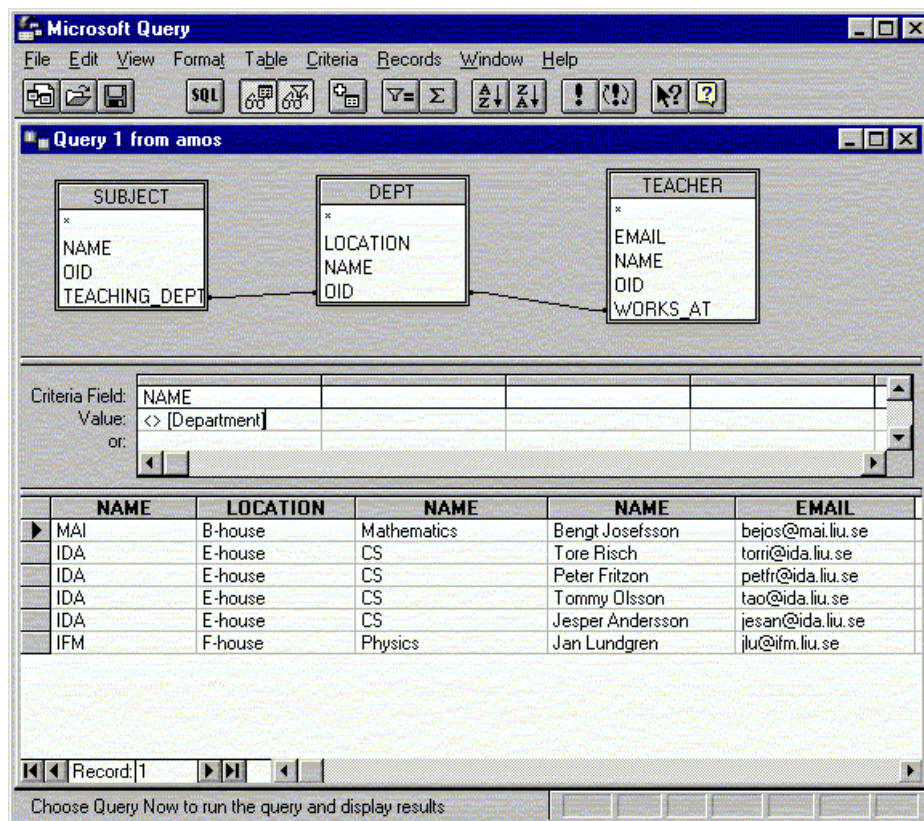 Microsoft Query
File Edit View Format Table Criteria Records Window Help
SQL
Query 1 from amos
SUBJECT
*
NAME
OID
TEACHING_DEPT
DEPT
*
LOCATION
NAME
OID
TEACHER
*
EMAIL
NAME
OID
WORKS_AT
Criteria Field: NAME
Value: <> [Department]
or:
NAME LOCATION NAME NAME EMAIL
MAI B-house Mathematics Bengt Josefsson bejos@mai.liu.se
IDA E-house CS Tore Risch torri@ida.liu.se
IDA E-house CS Peter Fritzon petfr@ida.liu.se
IDA E-house CS Tommy Olsson tao@ida.liu.se
IDA E-house CS Jesper Andersson jesan@ida.liu.se
IFM F-house Physics Jan Lundgren jlu@ifm.liu.se
Record: 1
Choose Query Now to run the query and display results